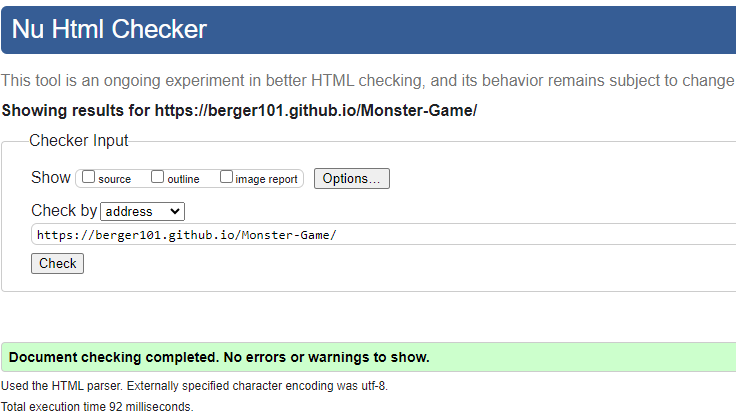 Nu Html Checker
This tool is an ongoing experiment in better HTML checking, and its behavior remains subject to change
Showing results for https://berger101.github.io/Monster-Game/
Checker Input
Show source outline image report Options...
Check by address
https://berger101.github.io/Monster-Game/
Check
Document checking completed. No errors or warnings to show.
Used the HTML parser. Externally specified character encoding was utf-8.
Total execution time 92 milliseconds.